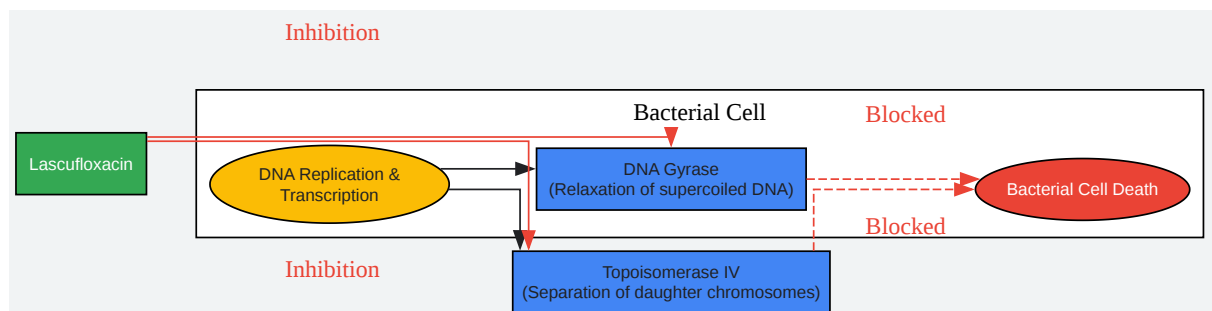 Inhibition
Bacterial Cell
Blocked
Lascufloxacin
DNA Replication &
Transcription
DNA Gyrase
(Relaxation of supercoiled DNA)
Bacterial Cell Death
Blocked
Inhibition
Topoisomerase IV
(Separation of daughter chromosomes)